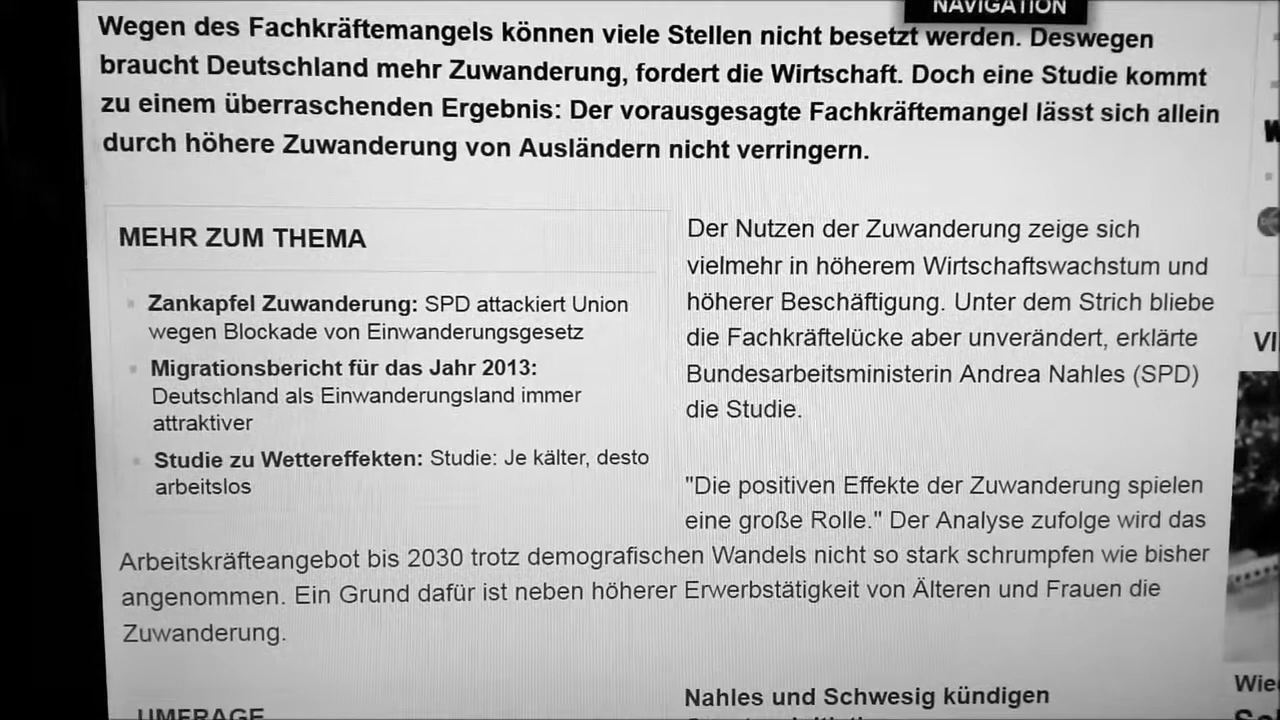 NAVIGATION
Wegen des Fachkräftemangels können viele Stellen nicht besetzt werden. Deswegen
braucht Deutschland mehr Zuwanderung, fordert die Wirtschaft. Doch eine Studie kommt
zu einem überraschenden Ergebnis: Der vorausgesagte Fachkräftemangel lässt sich allein
durch höhere Zuwanderung von Ausländern nicht verringern.
MEHR ZUM THEMA
Zankapfel Zuwanderung: SPD attackiert Union
wegen Blockade von Einwanderungsgesetz
Migrationsbericht für das Jahr 2013:
Deutschland als Einwanderungsland immer
attraktiver
Studie zu Wettereffekten: Studie: Je kälter, desto
arbeitslos
Der Nutzen der Zuwanderung zeige sich
vielmehr in höherem Wirtschaftswachstum und
höherer Beschäftigung. Unter dem Strich bliebe
die Fachkräftelücke aber unverändert, erklärte
Bundesarbeitsministerin Andrea Nahles (SPD)
die Studie.
"Die positiven Effekte der Zuwanderung spielen
eine große Rolle." Der Analyse zufolge wird das
Arbeitskräfteangebot bis 2030 trotz demografischen Wandels nicht so stark schrumpfen wie bisher
angenommen. Ein Grund dafür ist neben höherer Erwerbstätigkeit von Älteren und Frauen die
Zuwanderung.
UMFRAGE
Nahles und Schwesig kündigen